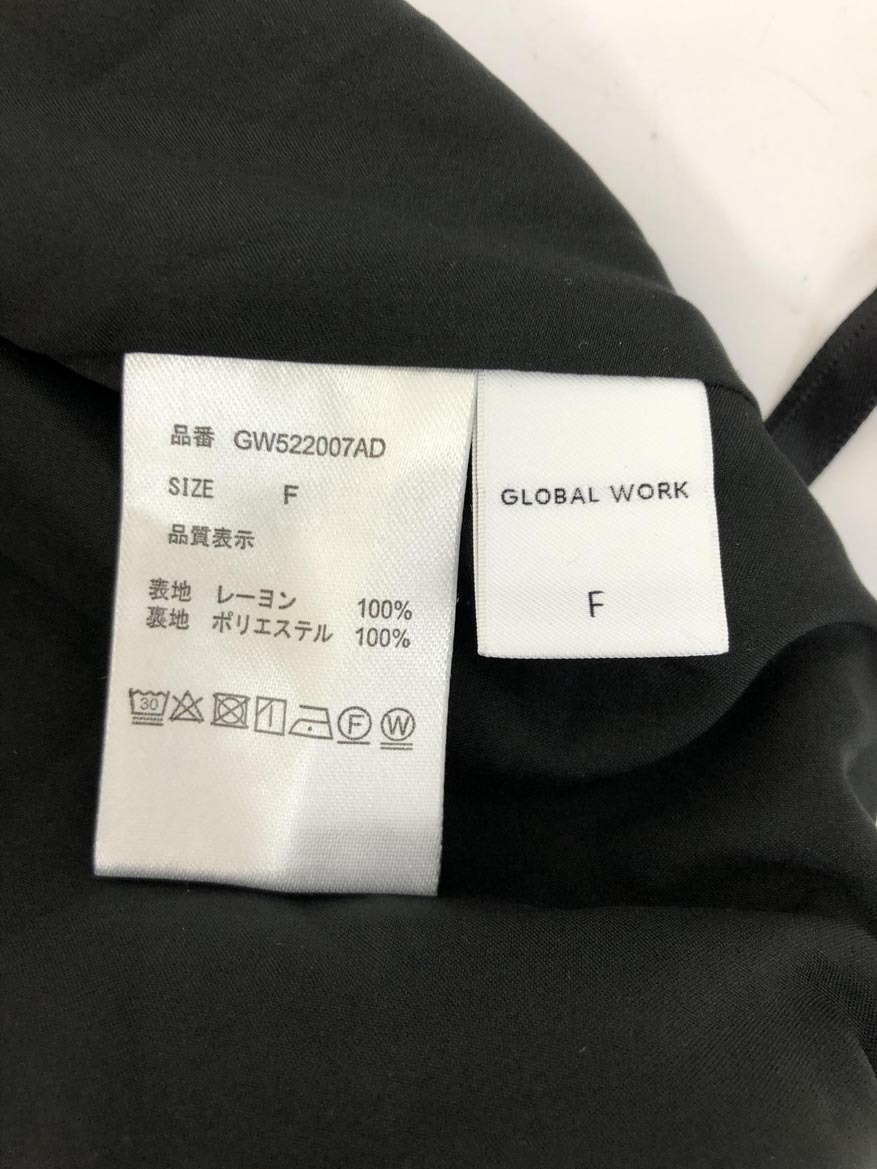 品番 GW522007AD
SIZE F
品質表示
表地 レーヨン 100%
裏地 ポリエステル 100%
30 F W
GLOBAL WORK
F